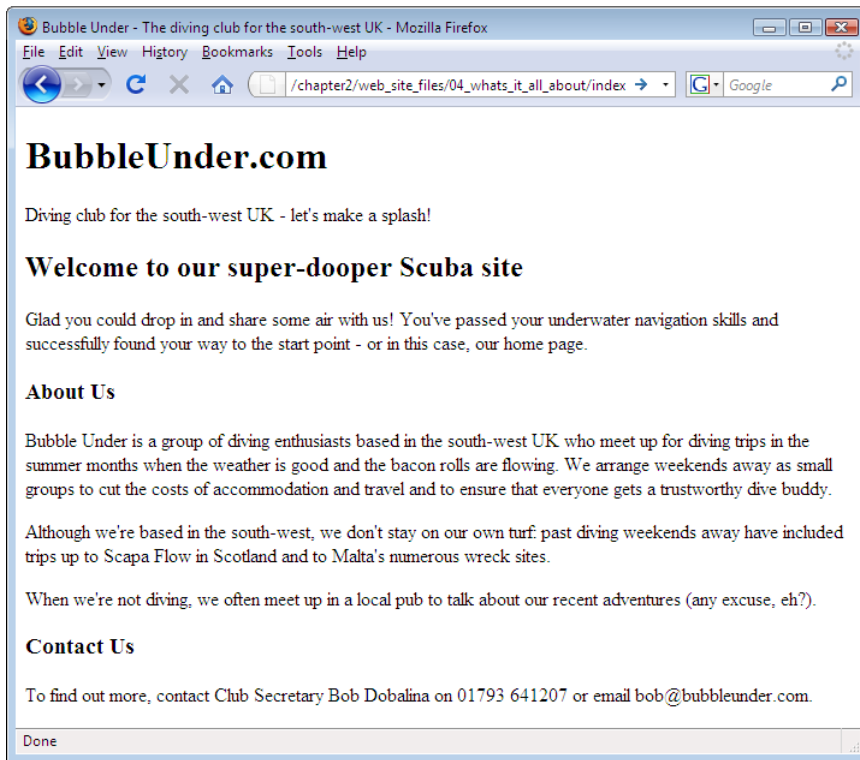 Bubble Under - The diving club for the south-west UK - Mozilla Firefox
File Edit View History Bookmarks Tools Help
/chapter2/web_site_files/04_whats_it_all_about/index G Google
BubbleUnder.com
Diving club for the south-west UK - let's make a splash!
Welcome to our super-dooper Scuba site
Glad you could drop in and share some air with us! You've passed your underwater navigation skills and
successfully found your way to the start point - or in this case, our home page.
About Us
Bubble Under is a group of diving enthusiasts based in the south-west UK who meet up for diving trips in the
summer months when the weather is good and the bacon rolls are flowing. We arrange weekends away as small
groups to cut the costs of accommodation and travel and to ensure that everyone gets a trustworthy dive buddy.
Although we're based in the south-west, we don't stay on our own turf: past diving weekends away have included
trips up to Scapa Flow in Scotland and to Malta's numerous wreck sites.
When we're not diving, we often meet up in a local pub to talk about our recent adventures (any excuse, eh?).
Contact Us
To find out more, contact Club Secretary Bob Dobalina on 01793 641207 or email bob@bubbleunder.com.
Done